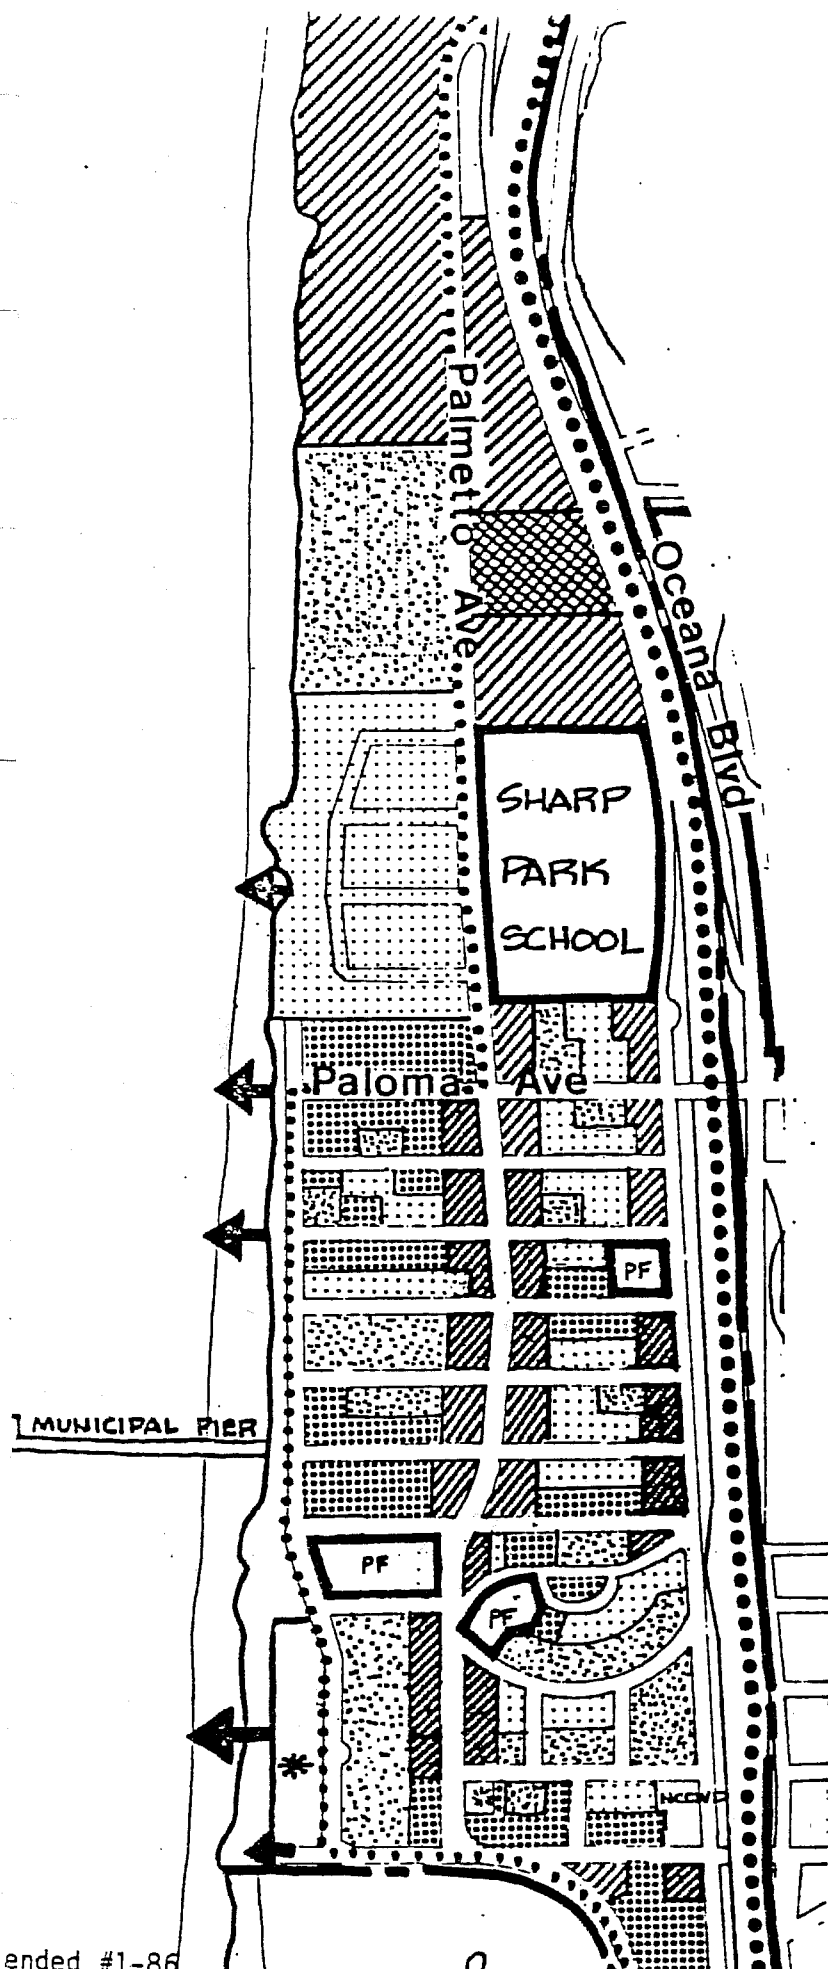 Palmetto Ave
Oceana Blvd
SHARP
PARK
SCHOOL
Paloma Ave
PF
MUNICIPAL PIER
PF
PF
ended #1-86